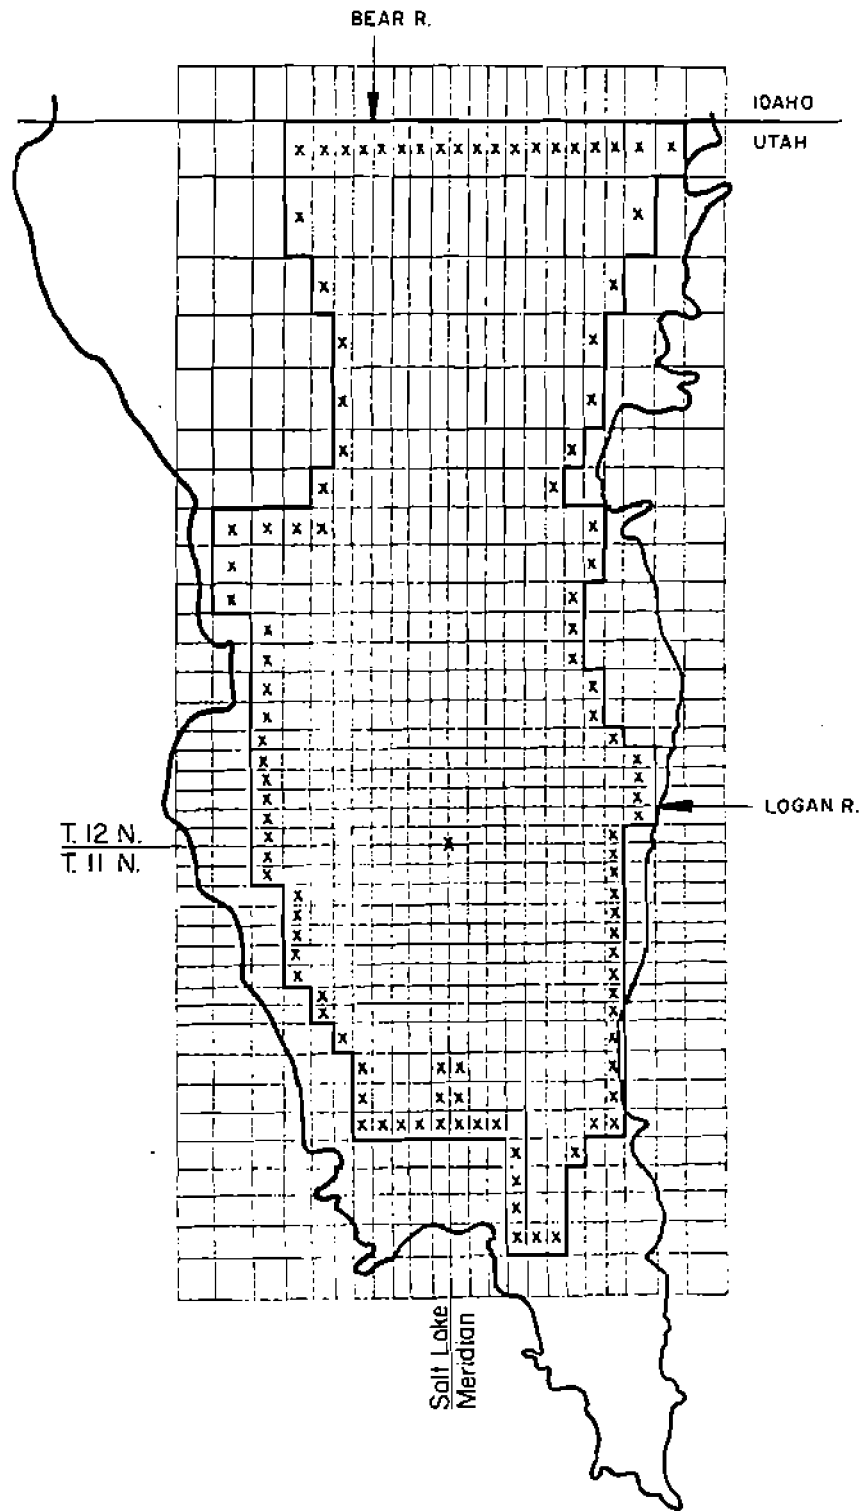 BEAR R.
IDAHO
UTAH
LOGAN R.
T. 12 N.
T. 11 N.
Salt Lake
Meridian